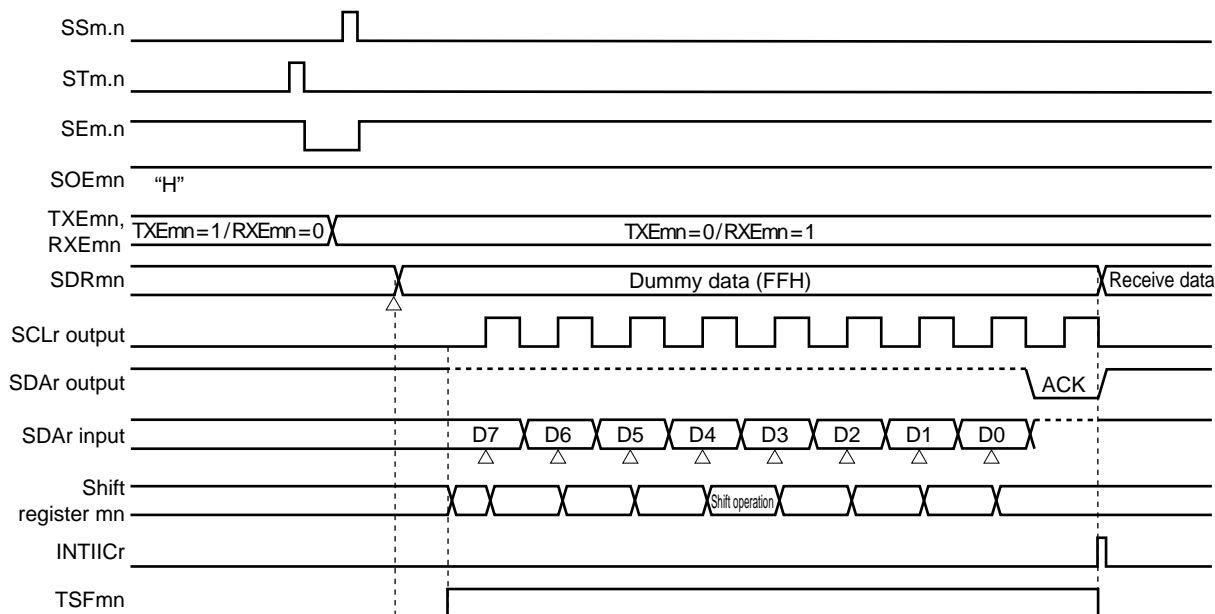 SSm.n
STm.n
SEm.n
SOEmn “H”
TXEmn,
RXEmn TXEmn=1/RXEmn=0 TXEmn=0/RXEmn=1
SDRmn Dummy data (FFH) Receive data
SCLr output
SDAr output ACK
SDAr input D7 D6 D5 D4 D3 D2 D1 D0
Shift
register mn Shift operation
INTIICr
TSFmn